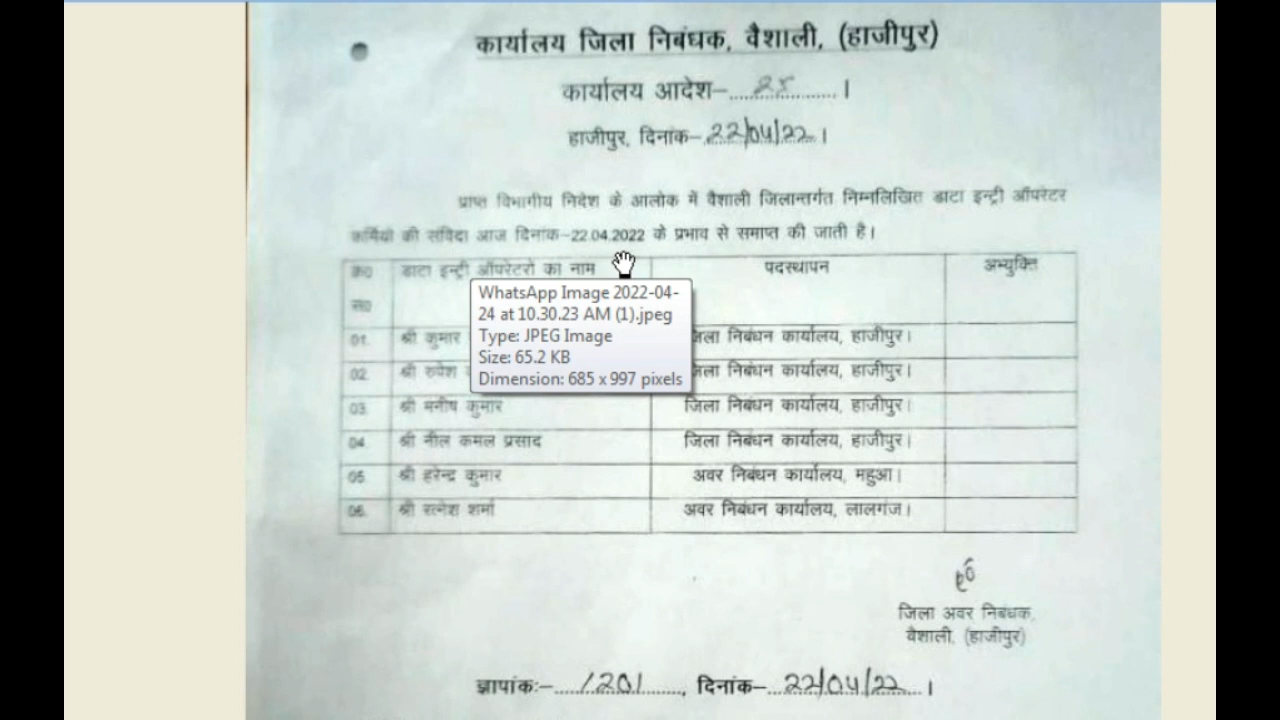 कार्यालय जिला निबंधक, वैशाली, (हाजीपुर)
कार्यालय आदेश–.............. ।
हाजीपुर, दिनांक–22/04/22 ।
प्राप्त विभागीय निदेश के आलोक में वैशाली जिलान्तर्गत निम्नलिखित डाटा इन्ट्री ऑपरेटर
कर्मियों की संविदा आज दिनांक–22.04.2022 के प्रभाव से समाप्त की जाती है।
क्र० सं० डाटा इन्ट्री ऑपरेटरो का नाम पदस्थापन अभ्युक्ति
WhatsApp Image 2022-04-
24 at 10.30.23 AM (1).jpeg
Type: JPEG Image
Size: 65.2 KB
Dimension: 685 x 997 pixels
01. श्री कुमार जिला निबंधन कार्यालय, हाजीपुर।
02. श्री रुपेश जिला निबंधन कार्यालय, हाजीपुर।
03. श्री मनीष कुमार जिला निबंधन कार्यालय, हाजीपुर।
04. श्री नील कमल प्रसाद जिला निबंधन कार्यालय, हाजीपुर।
05. श्री हरेन्द्र कुमार अवर निबंधन कार्यालय, महुआ।
06. श्री रत्नेश शर्मा अवर निबंधन कार्यालय, लालगंज।
जिला अवर निबंधक,
वैशाली, (हाजीपुर)
ज्ञापांक:–....1201......, दिनांक–..22/04/22... ।